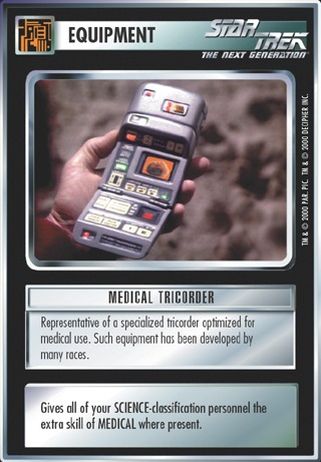 EQUIPMENT
STAR TREK
THE NEXT GENERATION
TM & © 2000 PAR. PIC. TM & © 2000 DECIPHER INC.
MEDICAL TRICORDER
Representative of a specialized tricorder optimized for
medical use. Such equipment has been developed by
many races.
Gives all of your SCIENCE-classification personnel the
extra skill of MEDICAL where present.